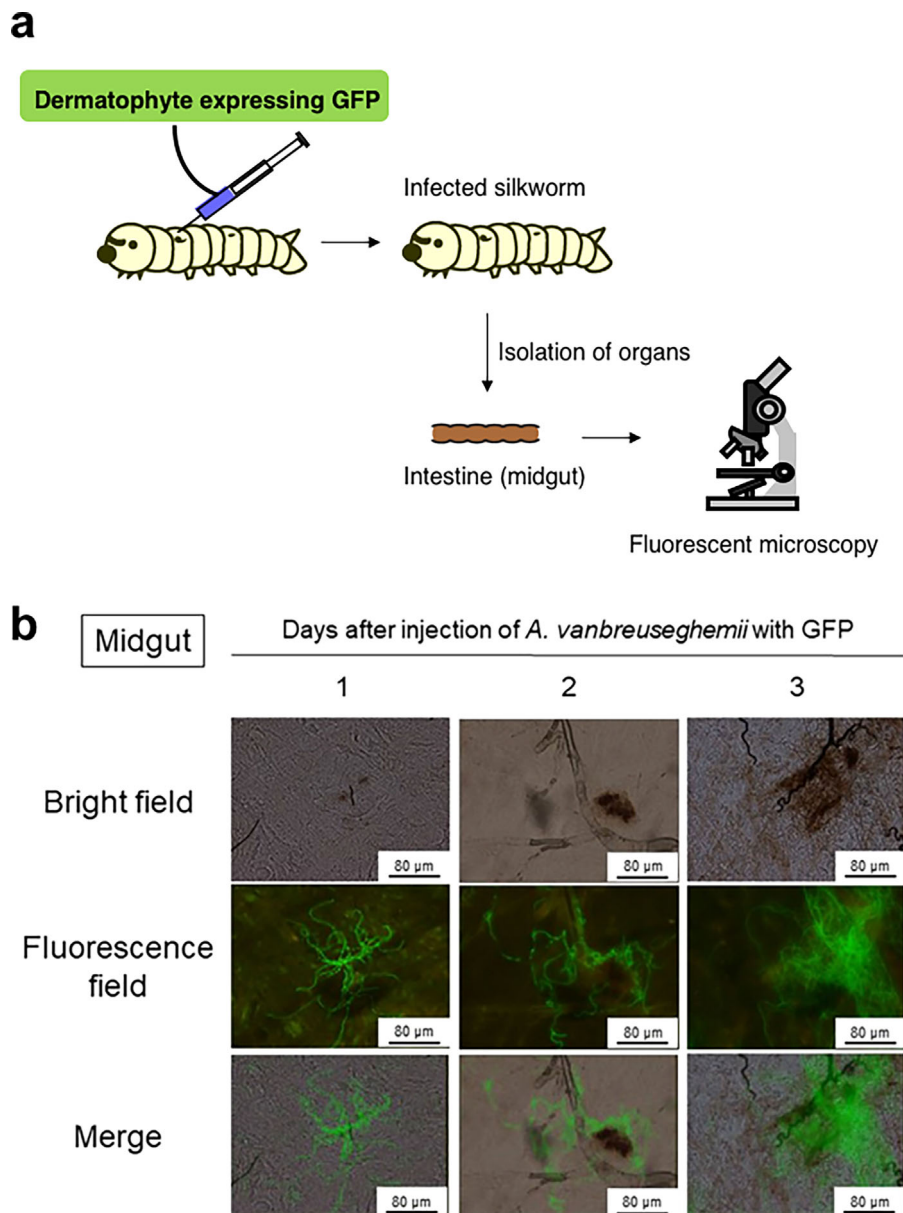 a
Dermatophyte expressing GFP
Infected silkworm
Isolation of organs
Intestine (midgut)
Fluorescent microscopy
b
Midgut
Days after injection of A. vanbreuseghemii with GFP
1 2 3
Bright field
80 μm 80 μm 80 μm
Fluorescence
field
80 μm 80 μm 80 μm
Merge
80 μm 80 μm 80 μm